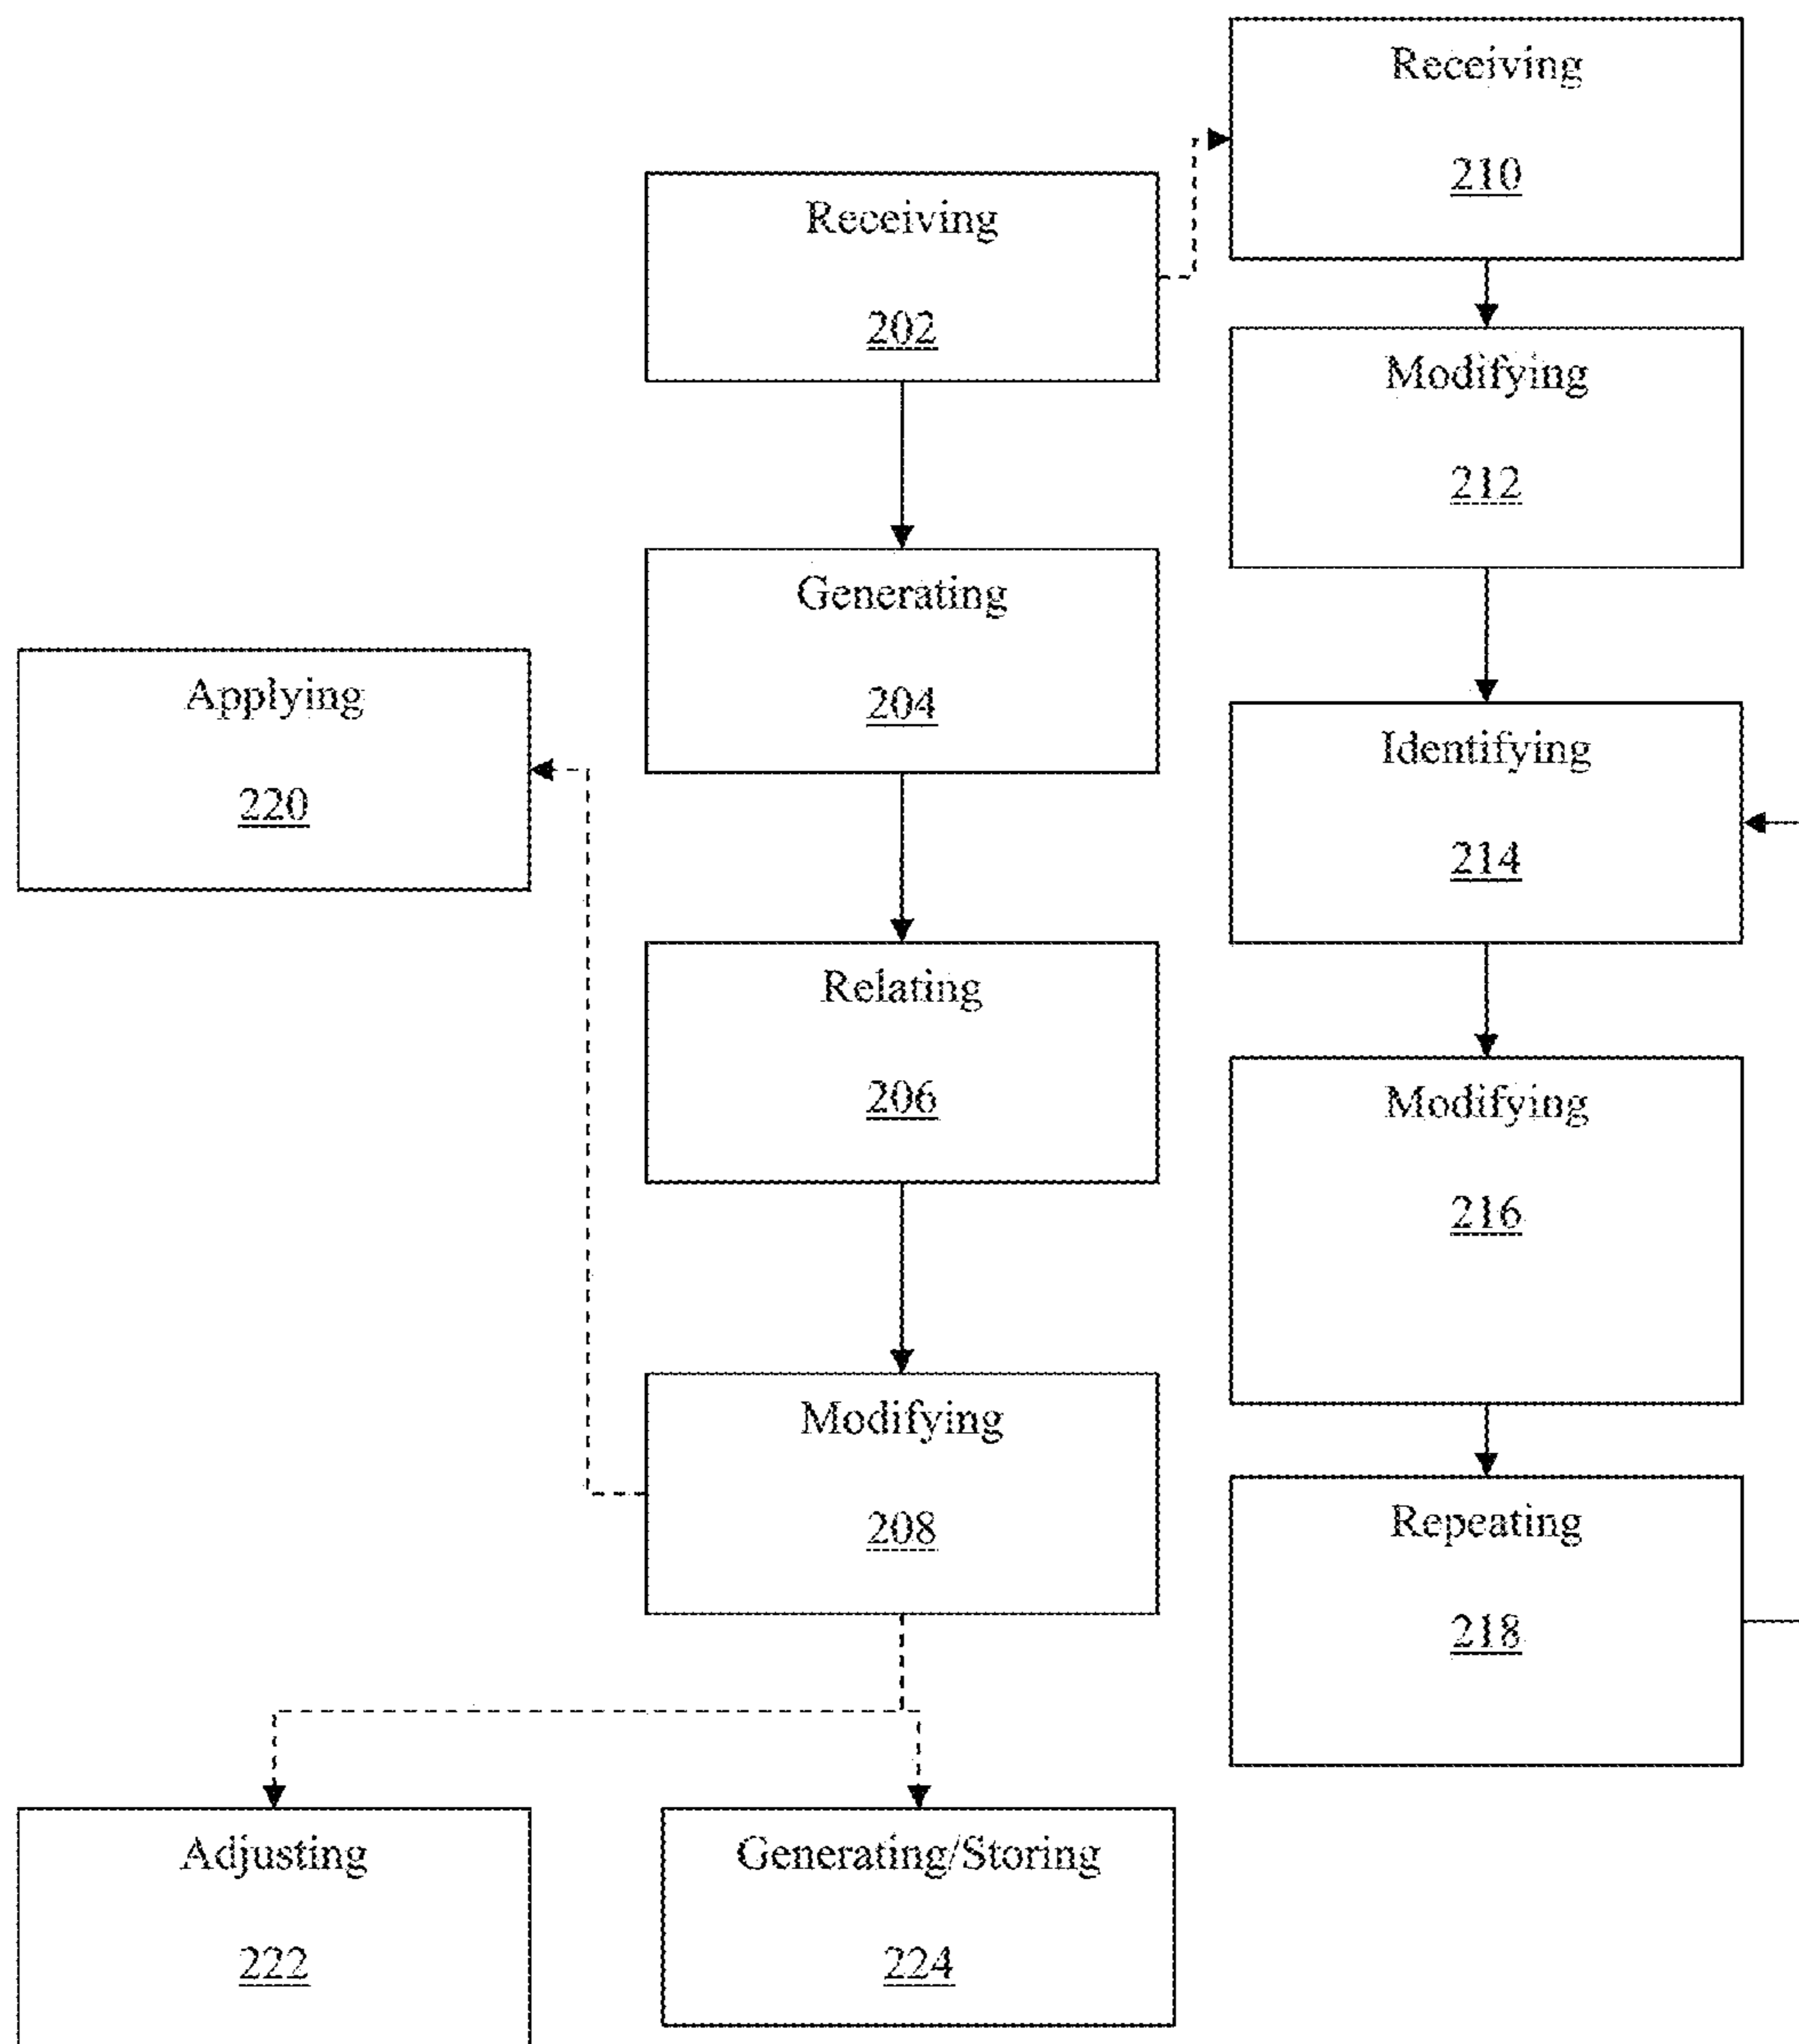 Receiving
210
Receiving
202
Modifying
212
Generating
204
Applying
220
Identifying
214
Relating
206
Modifying
216
Modifying
208
Repeating
218
Adjusting
222
Generating/Storing
224